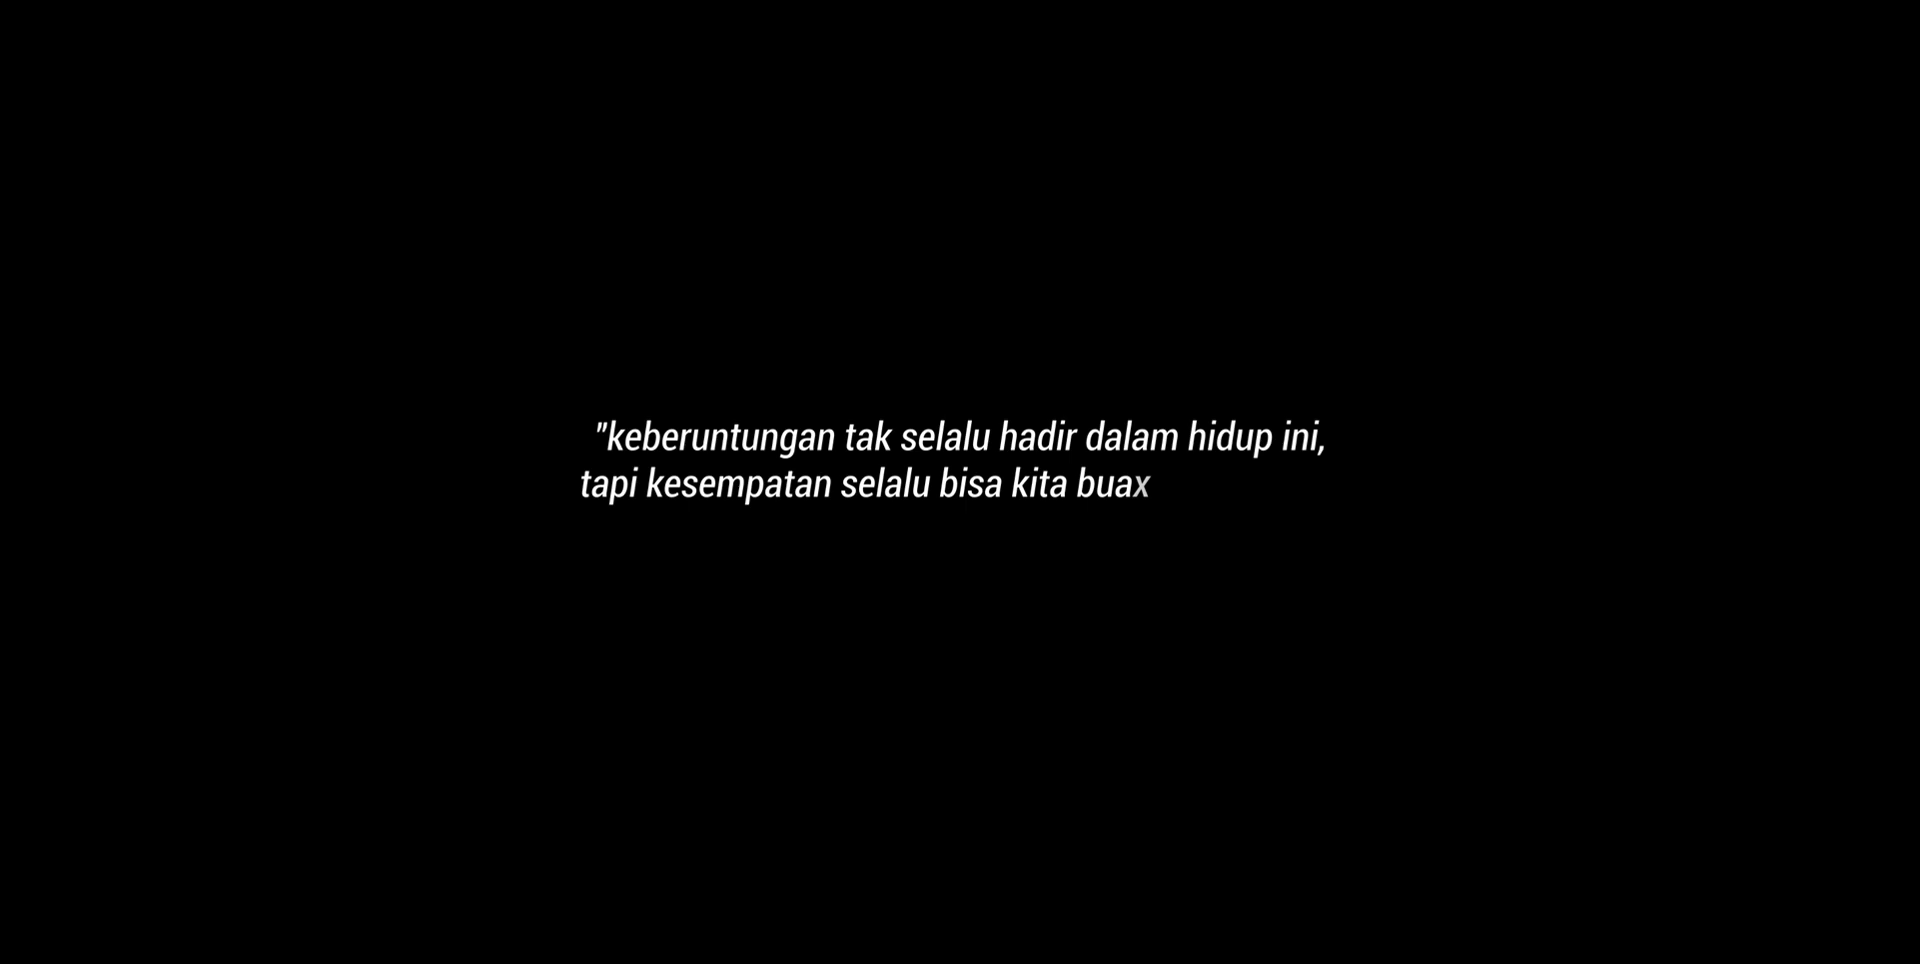 "keberuntungan tak selalu hadir dalam hidup ini,
tapi kesempatan selalu bisa kita buax